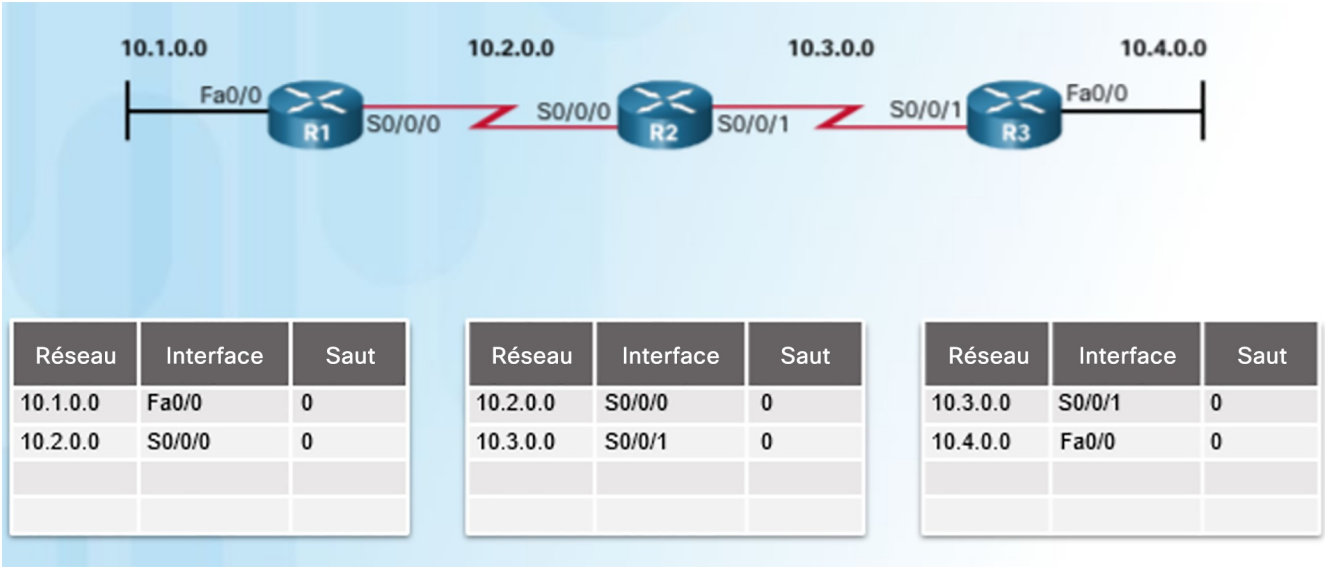 10.1.0.0 10.2.0.0 10.3.0.0 10.4.0.0
Fa0/0 R1 S0/0/0 S0/0/0 R2 S0/0/1 S0/0/1 R3 Fa0/0
Réseau Interface Saut
10.1.0.0 Fa0/0 0
10.2.0.0 S0/0/0 0
Réseau Interface Saut
10.2.0.0 S0/0/0 0
10.3.0.0 S0/0/1 0
Réseau Interface Saut
10.3.0.0 S0/0/1 0
10.4.0.0 Fa0/0 0